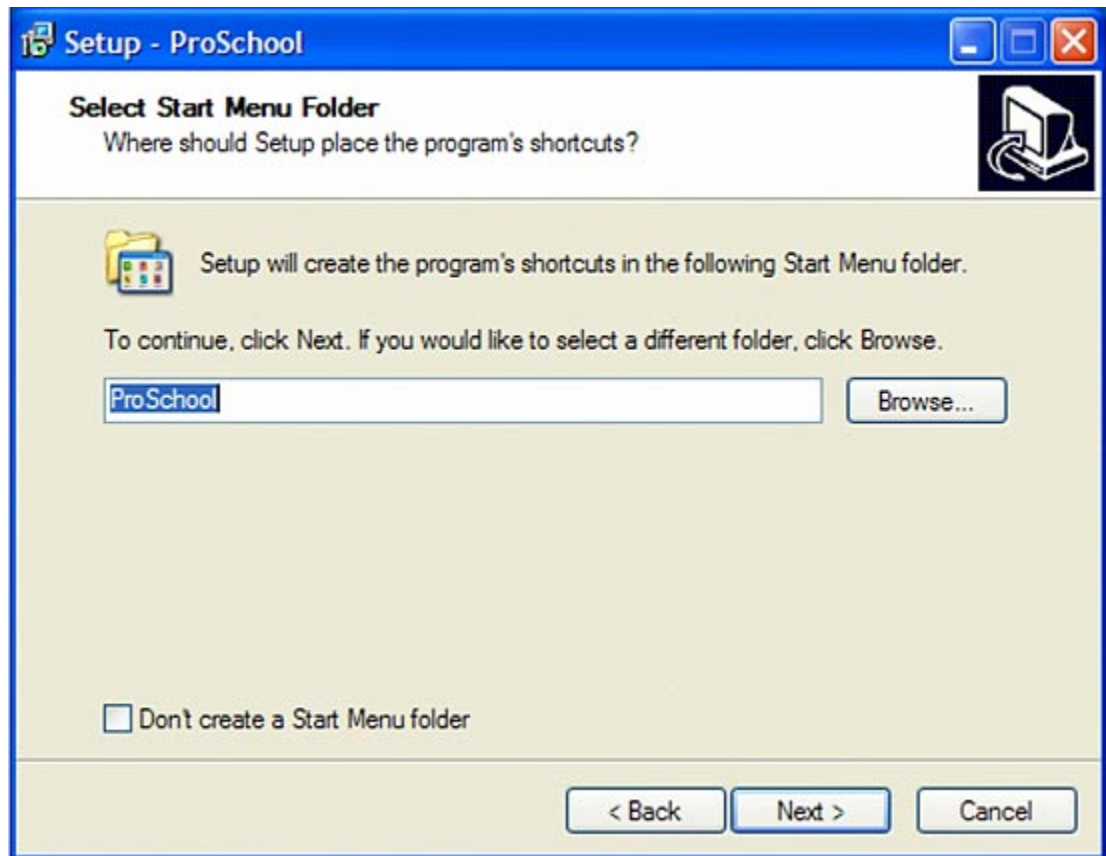 Setup - ProSchool
Select Start Menu Folder
Where should Setup place the program's shortcuts?
Setup will create the program's shortcuts in the following Start Menu folder.
To continue, click Next. If you would like to select a different folder, click Browse.
ProSchool
Browse...
Don't create a Start Menu folder
< Back
Next >
Cancel